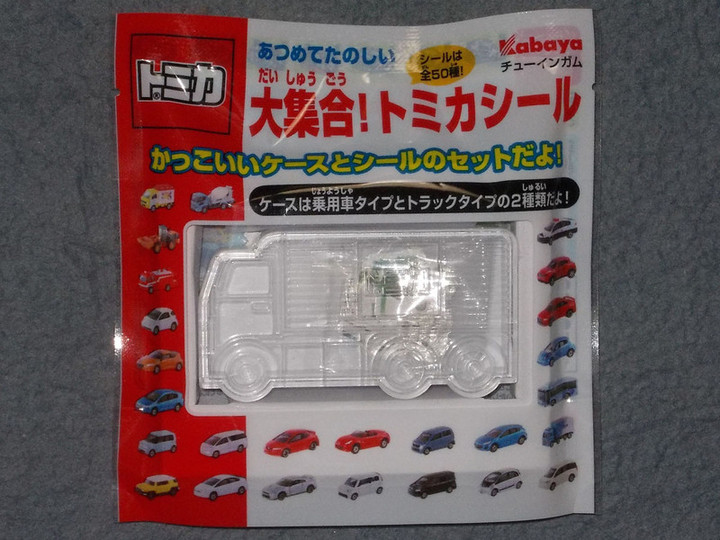 トミカ®
あつめてたのしい
シールは
全50種!
Kabaya
チューインガム
だいしゅうごう
大集合!トミカシール
かっこいいケースとシールのセットだよ!
じょうようしゃ
しゅるい
ケースは乗用車タイプとトラックタイプの2種類だよ!